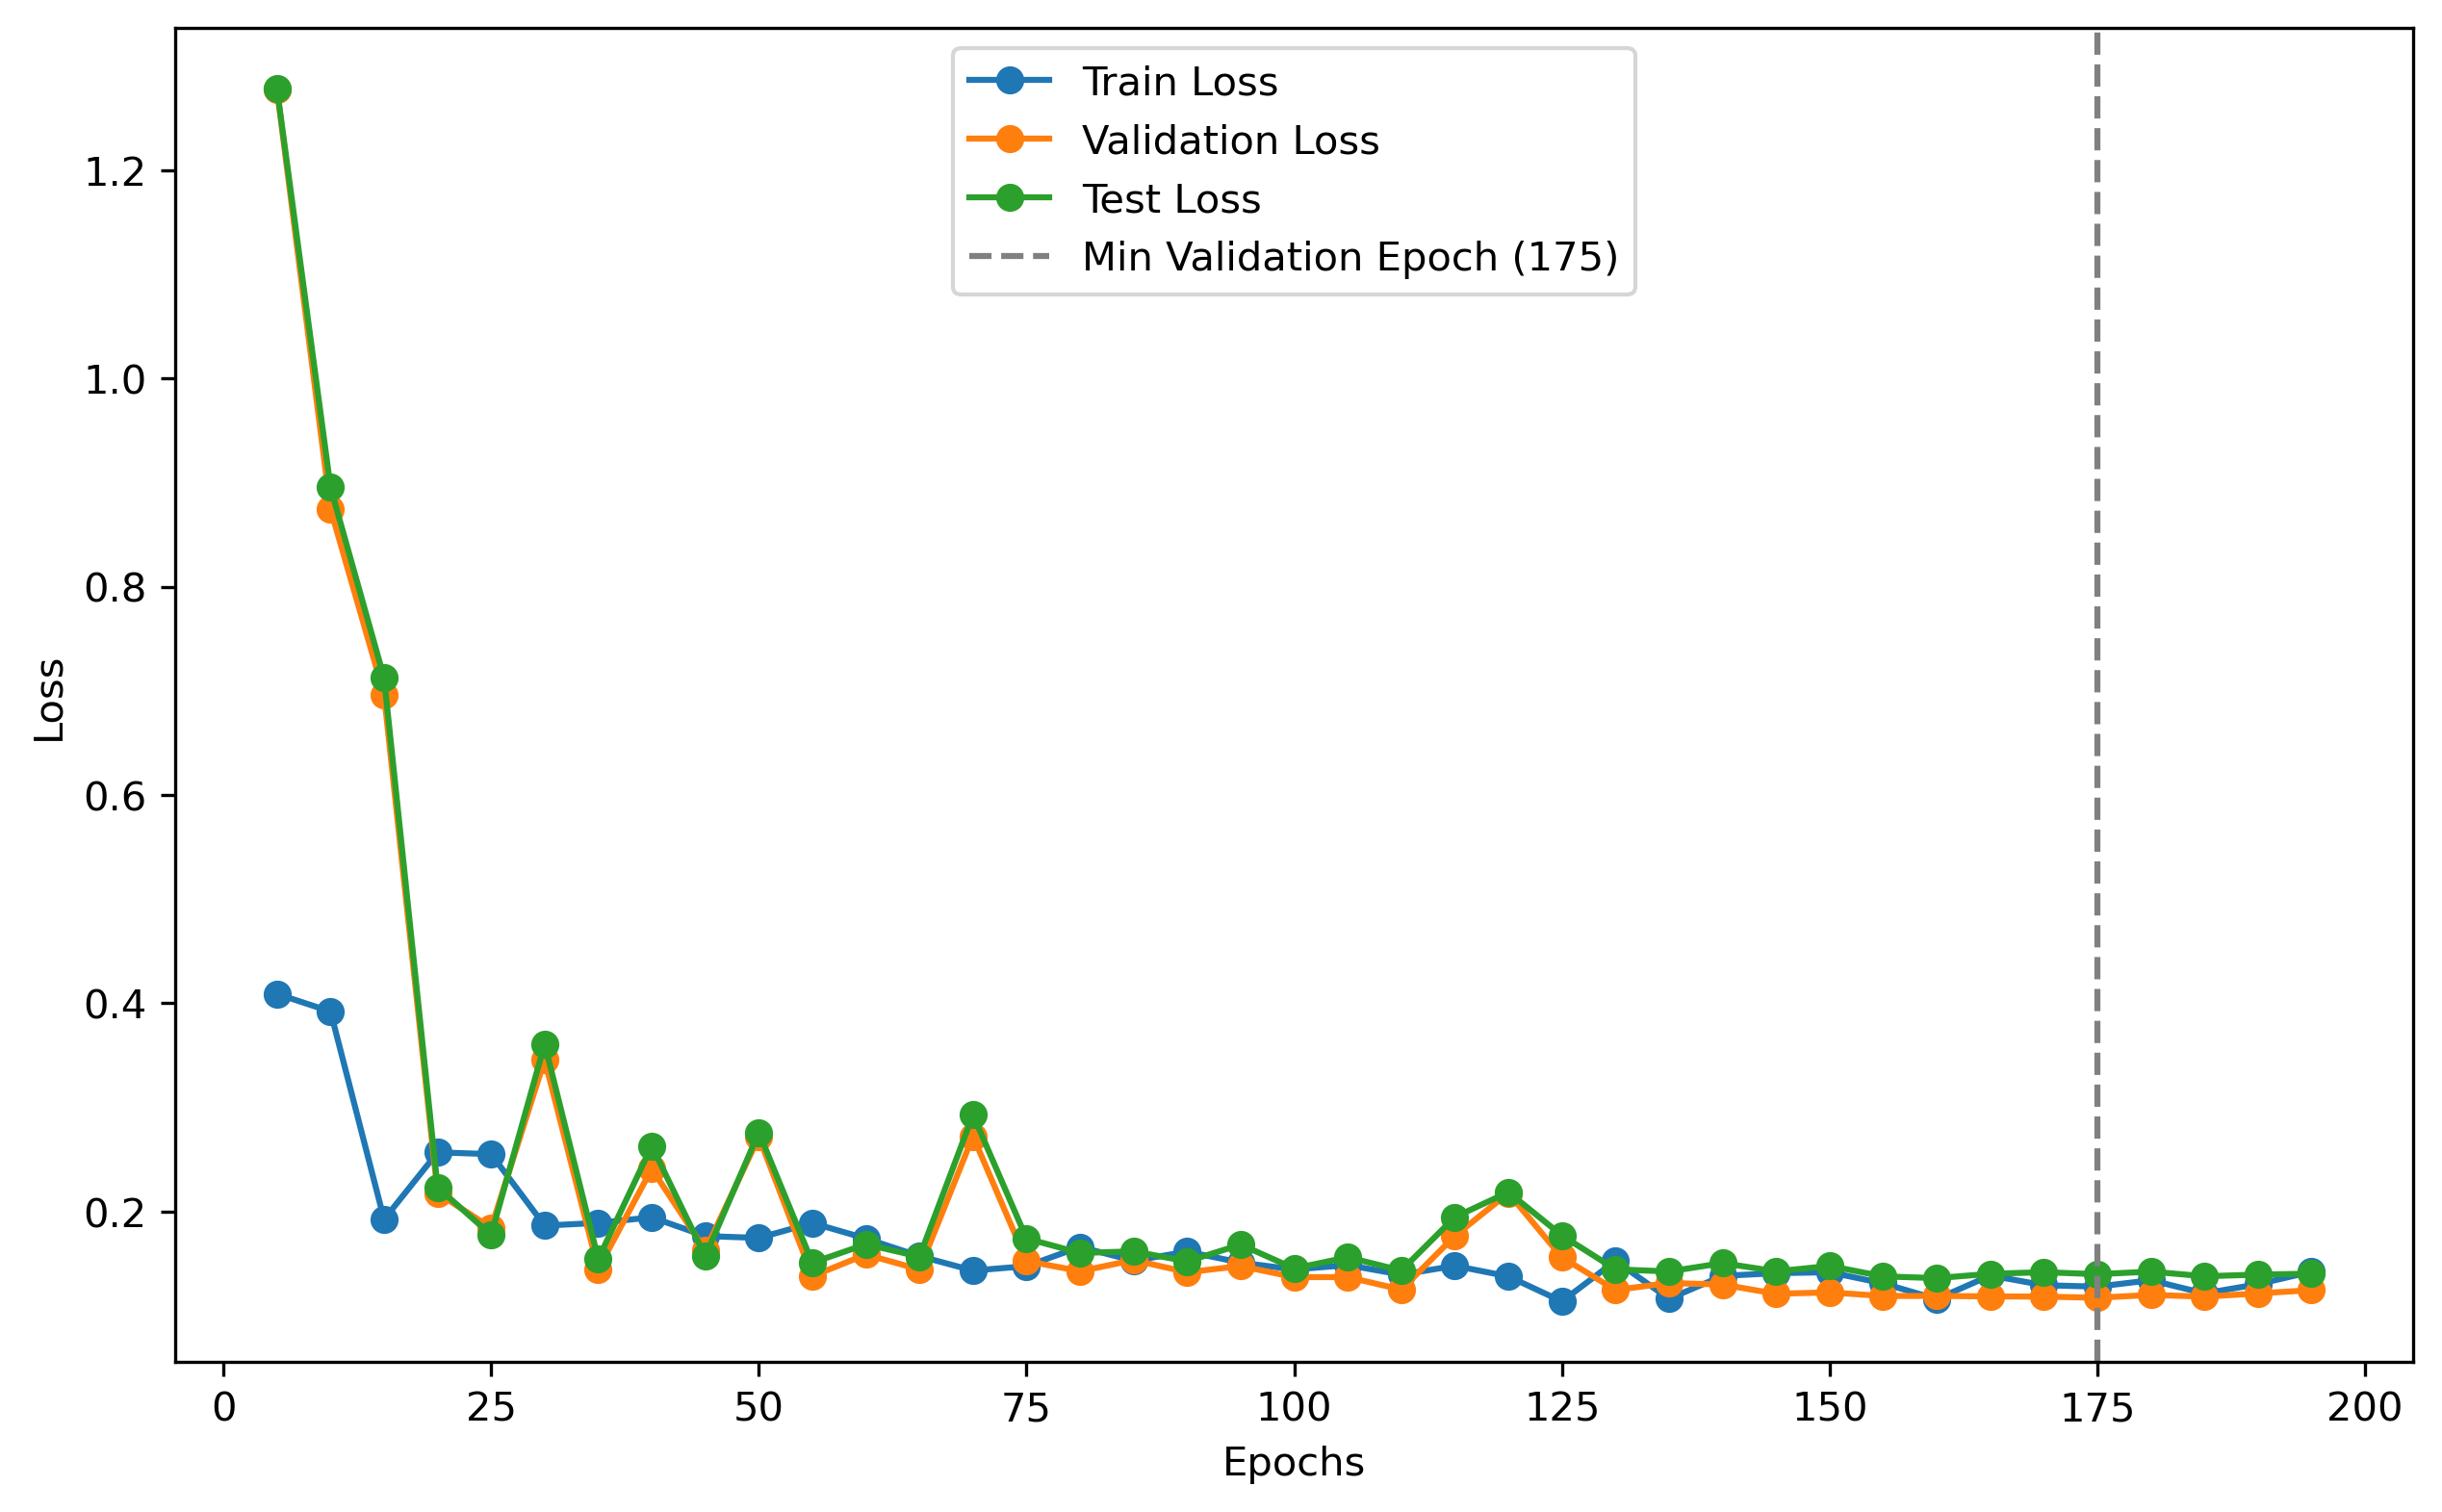 Train Loss
Validation Loss
Test Loss
Min Validation Epoch (175)
1.2
1.0
0.8
0.6
0.4
0.2
Loss
0 25 50 75 100 125 150 175 200
Epochs